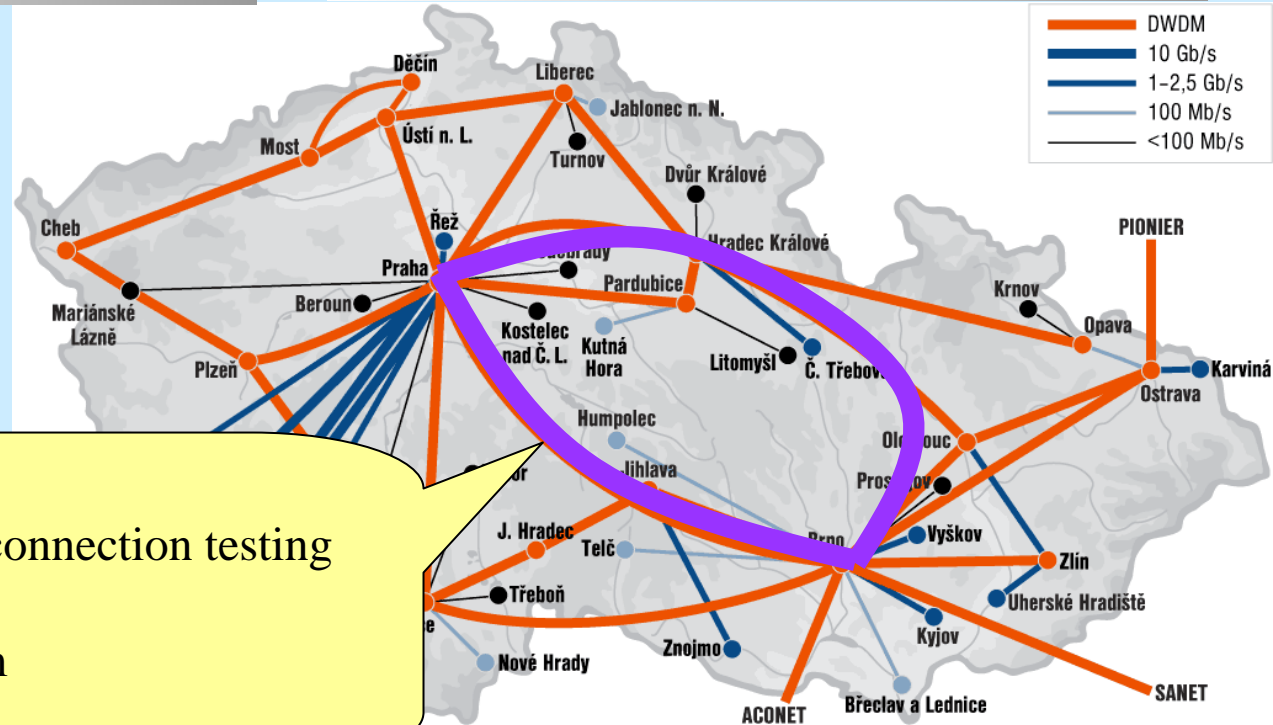 DWDM
10 Gb/s
1–2,5 Gb/s
100 Mb/s
<100 Mb/s
Děčín
Liberec
Jablonec n. N.
Ústí n. L.
Most
Turnov
Dvůr Králové
Cheb
Řež
Hradec Králové
PIONIER
Praha
Pardubice
Mariánské
Lázně
Beroun
Krnov
Opava
Kostelec
nad Č. L.
Kutná
Hora
Litomyšl
Č. Třebov
Plzeň
Karviná
Ostrava
Humpolec
Olomouc
Jihlava
connection testing
J. Hradec
Telč
Brno
Vyškov
Zlín
Třeboň
Uherské Hradiště
Kyjov
Znojmo
Nové Hrady
Břeclav a Lednice
SANET
ACONET